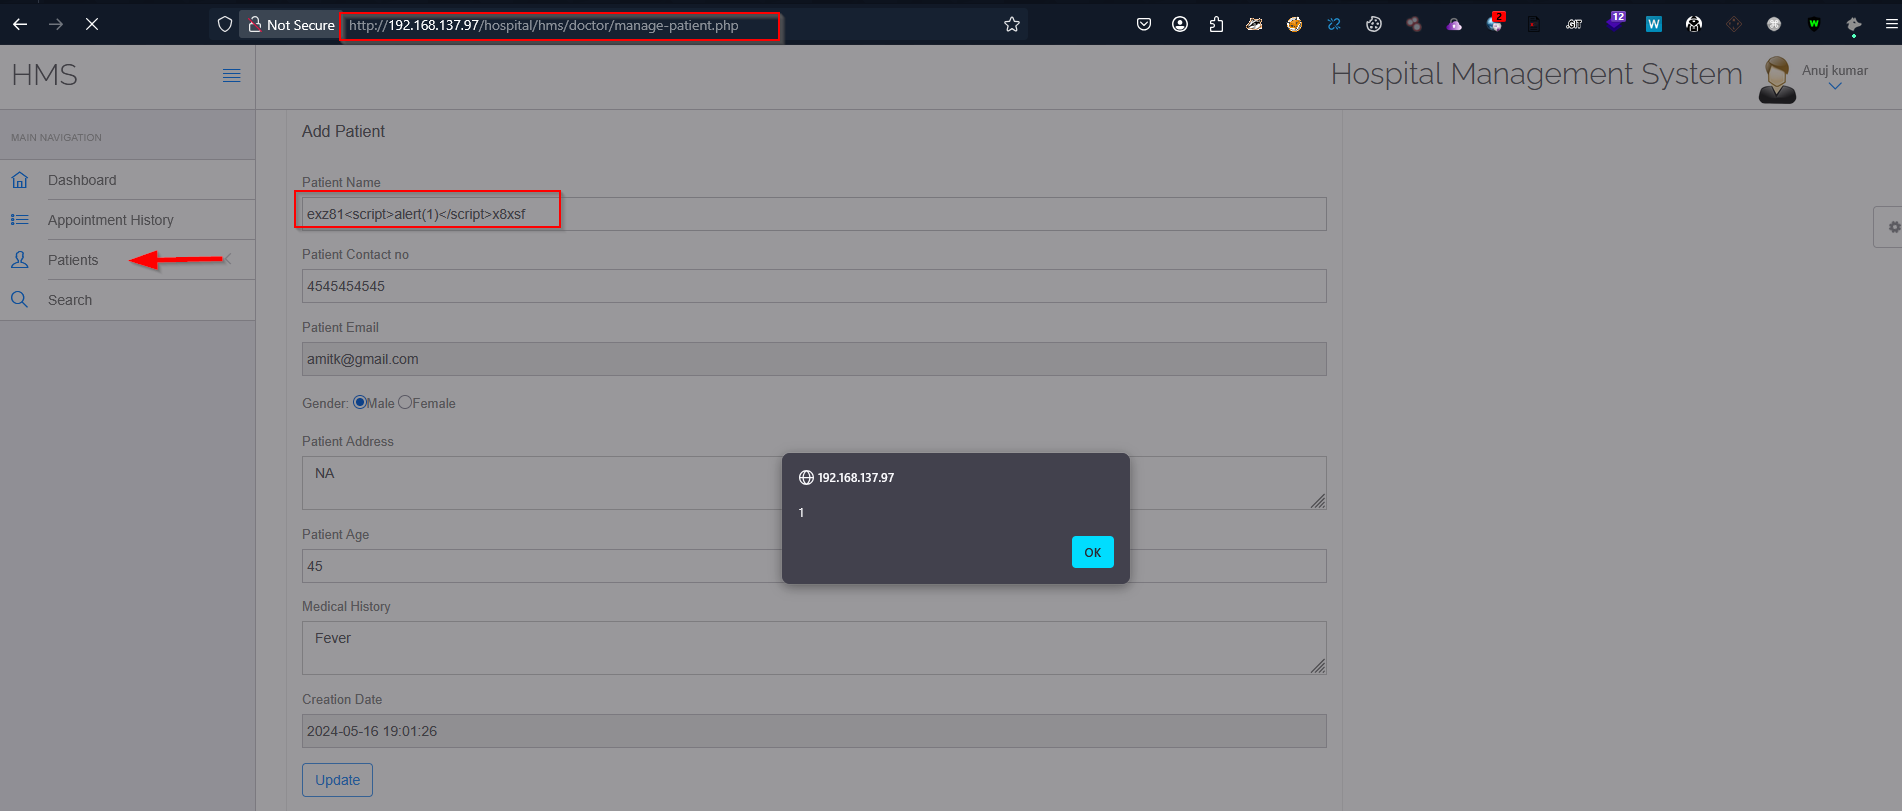 Not Secure http://192.168.137.97/hospital/hms/doctor/manage-patient.php 2 .GIT 12 W W
HMS
Hospital Management System
Anuj kumar
MAIN NAVIGATION
Dashboard
Appointment History
Patients
Search
Add Patient
Patient Name
exz81<script>alert(1)</script>x8xsf
Patient Contact no
4545454545
Patient Email
amitk@gmail.com
Gender: Male Female
Patient Address
NA
Patient Age
45
Medical History
Fever
Creation Date
2024-05-16 19:01:26
Update
192.168.137.97
1
OK